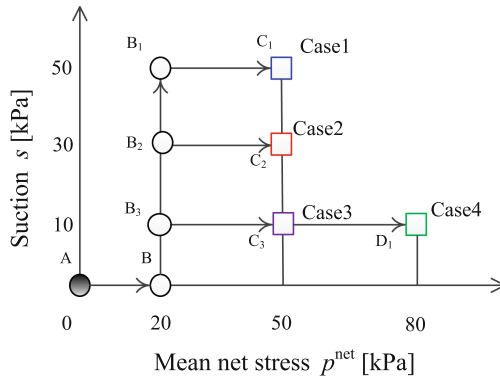 B₁
C₁
Case1
50
B₂
C₂
Case2
30
B₃
C₃
Case3
D₁
Case4
10
A
B
0
20
50
80
Suction s [kPa]
Mean net stress pⁿᵉᵗ [kPa]